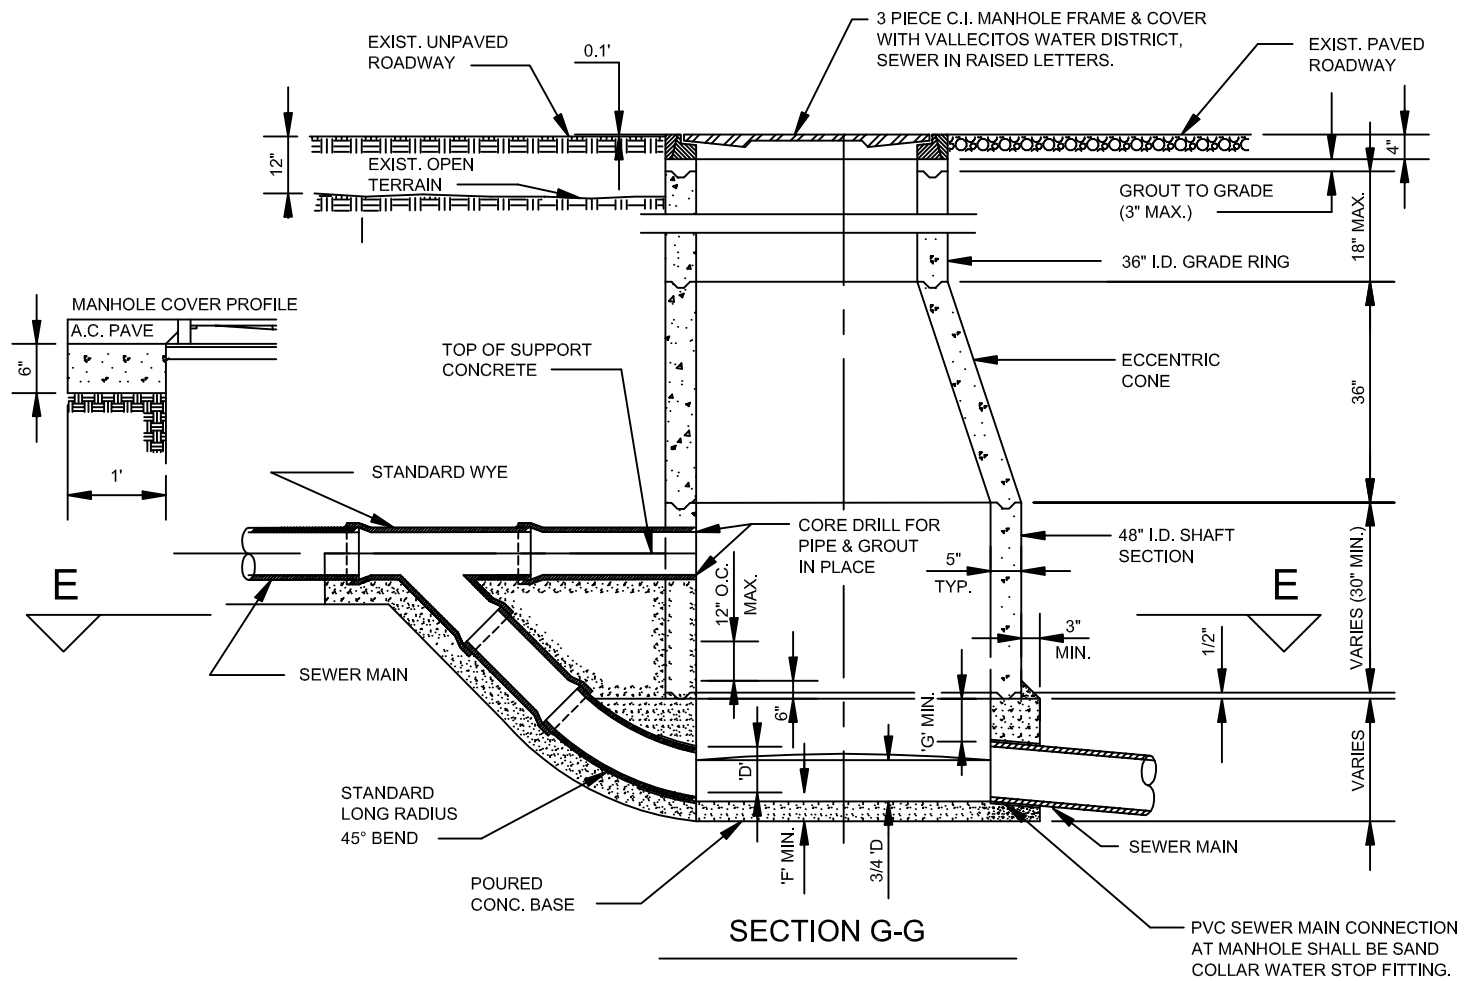 3 PIECE C.I. MANHOLE FRAME & COVER
WITH VALLECITOS WATER DISTRICT,
SEWER IN RAISED LETTERS.
EXIST. UNPAVED
ROADWAY
0.1'
EXIST. PAVED
ROADWAY
12"
EXIST. OPEN
TERRAIN
4"
GROUT TO GRADE
(3" MAX.)
18" MAX.
36" I.D. GRADE RING
MANHOLE COVER PROFILE
A.C. PAVE
6"
1'
TOP OF SUPPORT
CONCRETE
ECCENTRIC
CONE
36"
STANDARD WYE
CORE DRILL FOR
PIPE & GROUT
IN PLACE
48" I.D. SHAFT
SECTION
5"
TYP.
12" O.C.
MAX.
E
E
VARIES (30" MIN.)
3"
MIN.
1/2"
SEWER MAIN
6"
'G' MIN.
'D'
VARIES
STANDARD
LONG RADIUS
45° BEND
'F' MIN.
3/4 'D
SEWER MAIN
POURED
CONC. BASE
SECTION G-G
PVC SEWER MAIN CONNECTION
AT MANHOLE SHALL BE SAND
COLLAR WATER STOP FITTING.